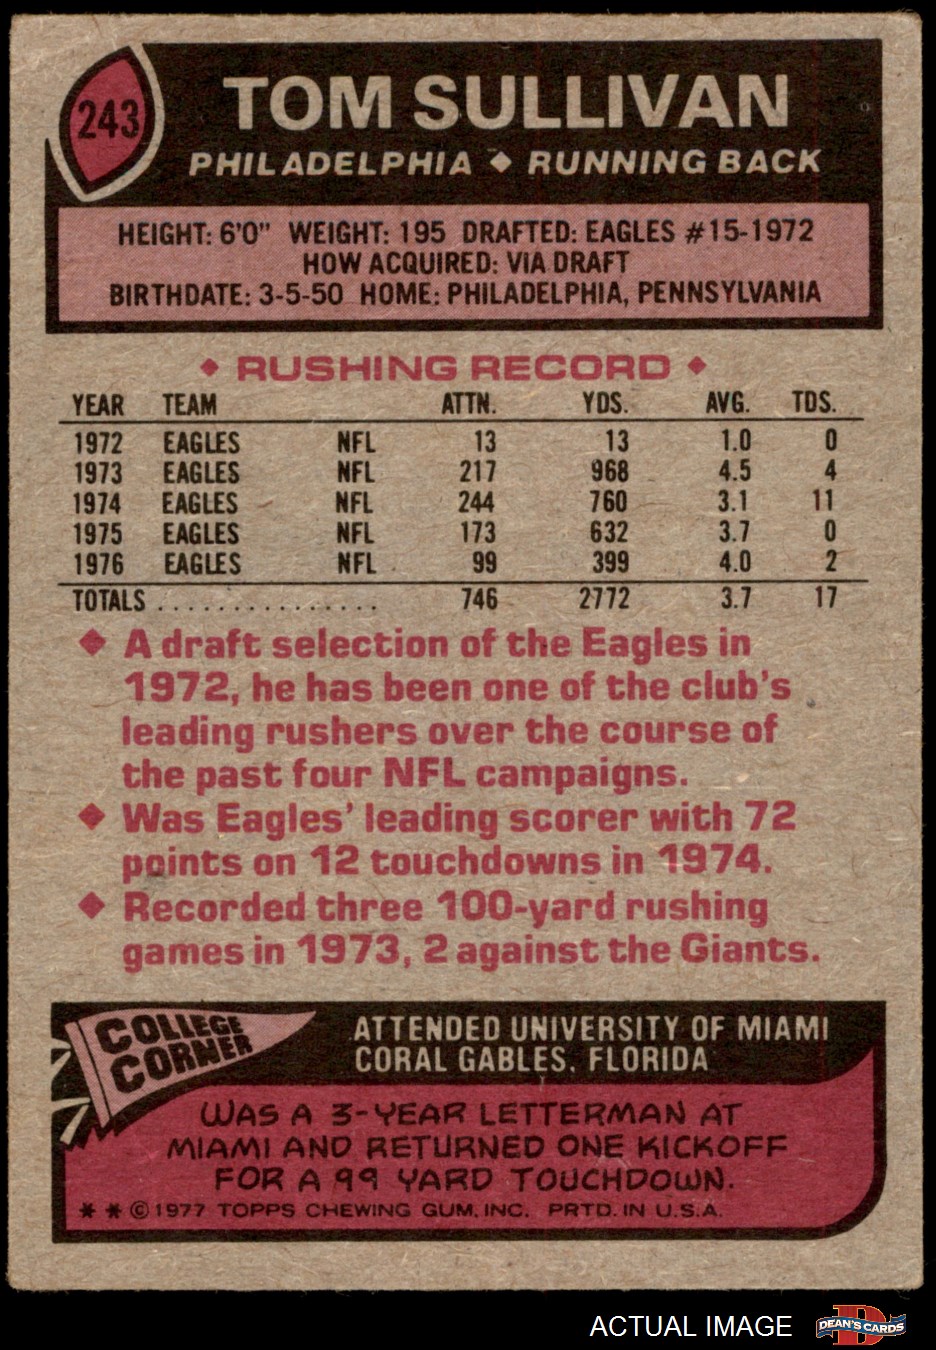 243
TOM SULLIVAN
PHILADELPHIA ◆ RUNNING BACK
HEIGHT: 6'0" WEIGHT: 195 DRAFTED: EAGLES #15-1972
HOW ACQUIRED: VIA DRAFT
BIRTHDATE: 3-5-50 HOME: PHILADELPHIA, PENNSYLVANIA
◆ RUSHING RECORD ◆
YEAR TEAM ATTN. YDS. AVG. TDS.
1972 EAGLES NFL 13 13 1.0 0
1973 EAGLES NFL 217 968 4.5 4
1974 EAGLES NFL 244 760 3.1 11
1975 EAGLES NFL 173 632 3.7 0
1976 EAGLES NFL 99 399 4.0 2
TOTALS ................ 746 2772 3.7 17
◆ A draft selection of the Eagles in
1972, he has been one of the club's
leading rushers over the course of
the past four NFL campaigns.
◆ Was Eagles' leading scorer with 72
points on 12 touchdowns in 1974.
◆ Recorded three 100-yard rushing
games in 1973, 2 against the Giants.
COLLEGE
CORNER
ATTENDED UNIVERSITY OF MIAMI
CORAL GABLES, FLORIDA
WAS A 3-YEAR LETTERMAN AT
MIAMI AND RETURNED ONE KICKOFF
FOR A 99 YARD TOUCHDOWN.
* * © 1977 TOPPS CHEWING GUM, INC. PRTD. IN U.S.A.
ACTUAL IMAGE
D
DEAN'S CARDS